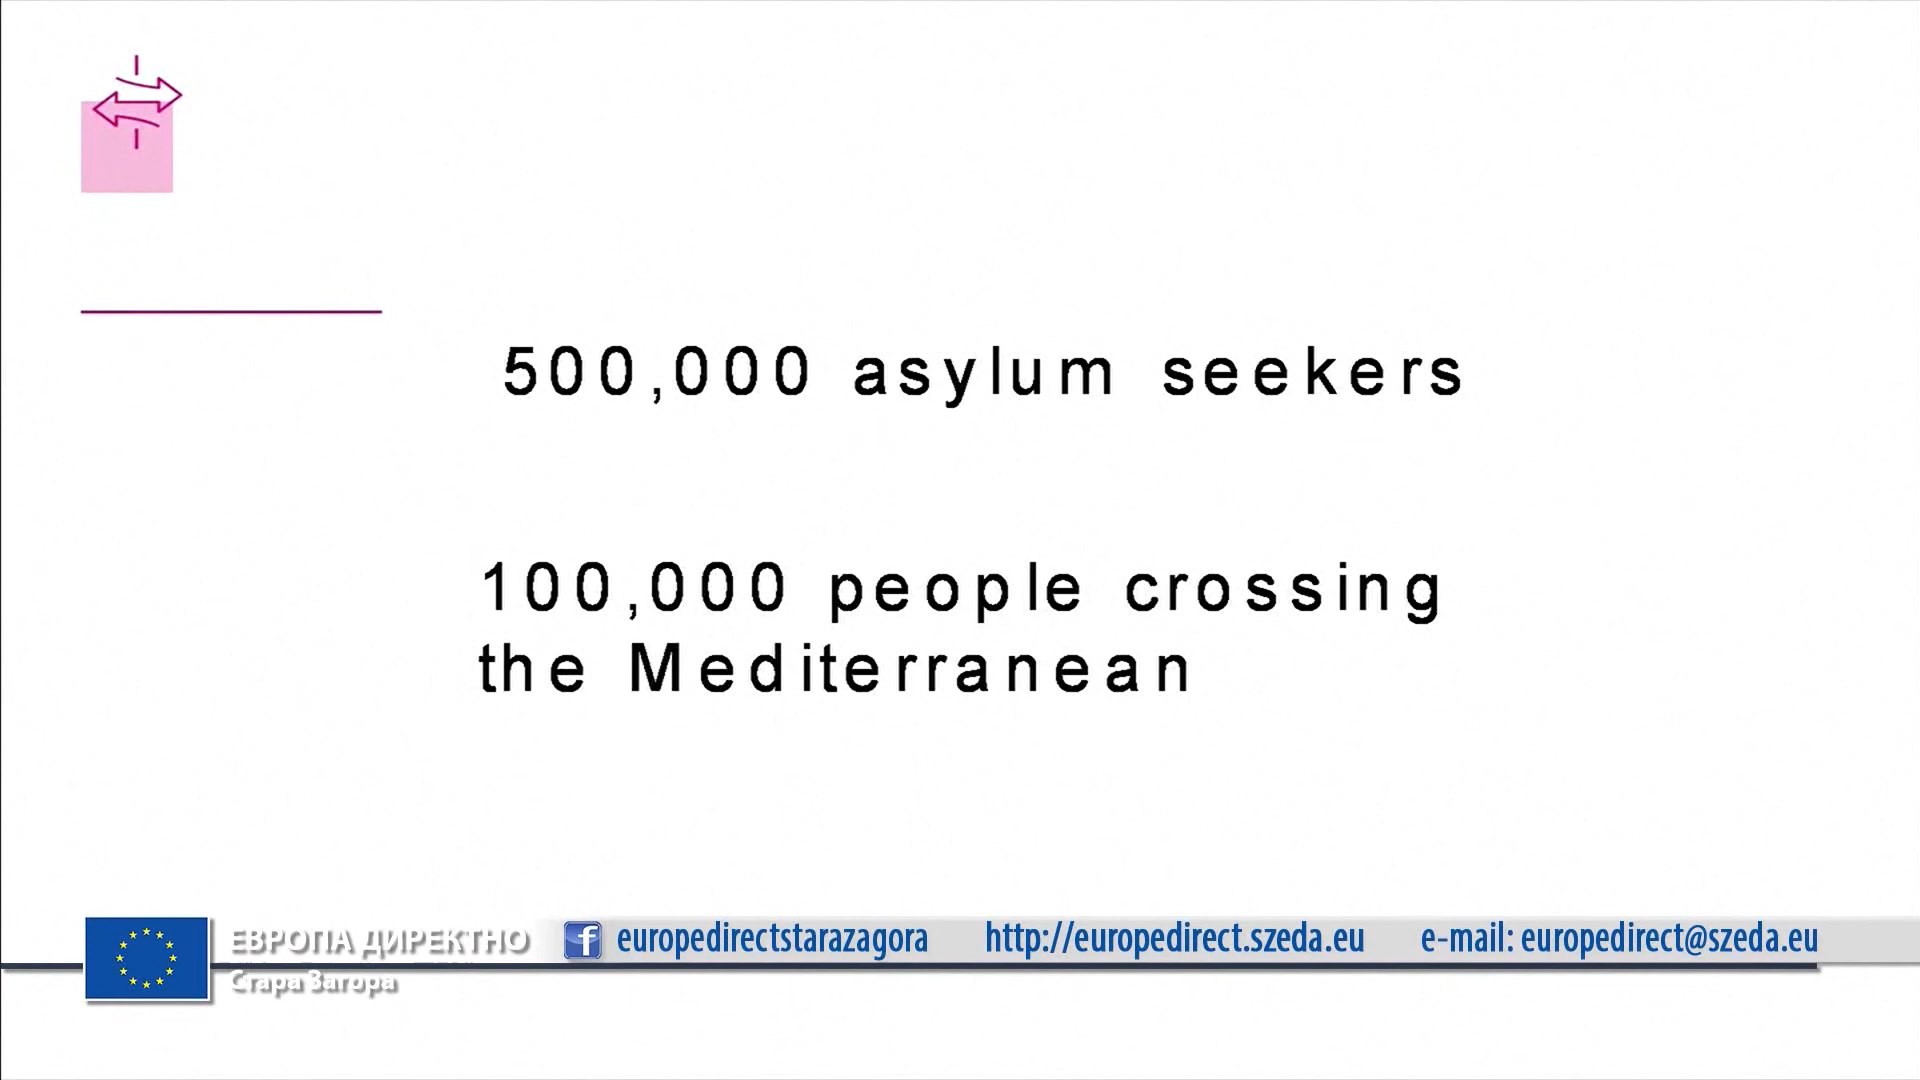 500,000 asylum seekers
100,000 people crossing
the Mediterranean
ЕВРОПА ДИРЕКТНО
Стара Загора
f europedirectstarazagora http://europedirect.szeda.eu e-mail: europedirect@szeda.eu